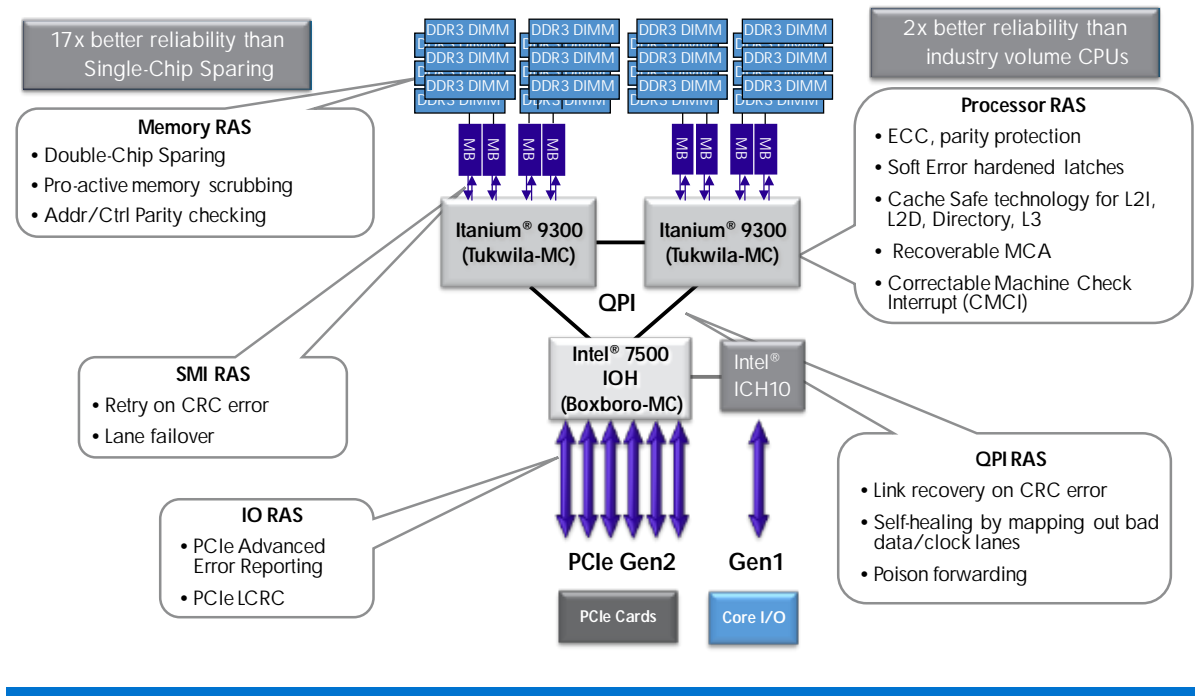 17x better reliability than
Single-Chip Sparing
DDR3 DIMM DDR3 DIMM DDR3 DIMM DDR3 DIMM
DDR3 DIMM DDR3 DIMM DDR3 DIMM DDR3 DIMM
DDR3 DIMM DDR3 DIMM DDR3 DIMM DDR3 DIMM
2x better reliability than
industry volume CPUs
Memory RAS
• Double-Chip Sparing
• Pro-active memory scrubbing
• Addr/Ctrl Parity checking
MB MB MB MB MB MB MB MB
Processor RAS
• ECC, parity protection
• Soft Error hardened latches
• Cache Safe technology for L2I,
L2D, Directory, L3
• Recoverable MCA
• Correctable Machine Check
Interrupt (CMCI)
Itanium® 9300
(Tukwila-MC)
Itanium® 9300
(Tukwila-MC)
QPI
SMI RAS
• Retry on CRC error
• Lane failover
Intel® 7500
IOH
(Boxboro-MC)
Intel®
ICH10
QPI RAS
• Link recovery on CRC error
• Self-healing by mapping out bad
data/clock lanes
• Poison forwarding
IO RAS
• PCIe Advanced
Error Reporting
• PCIe LCRC
PCIe Gen2
Gen1
PCIe Cards
Core I/O